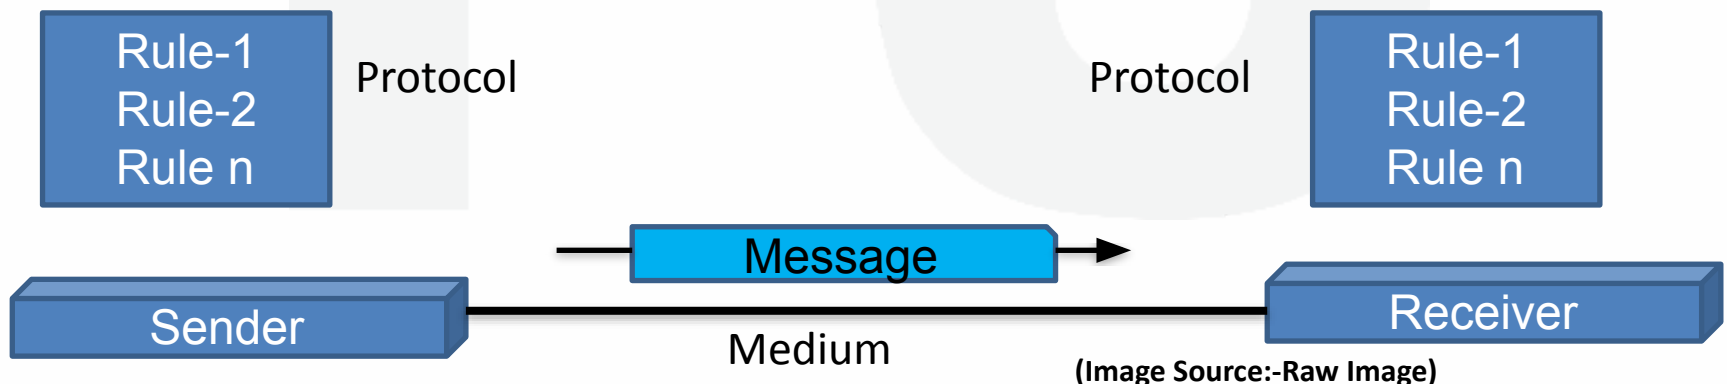 Rule-1
Rule-2
Rule n
Protocol
Protocol
Rule-1
Rule-2
Rule n
Message
Sender
Medium
Receiver
(Image Source:-Raw Image)